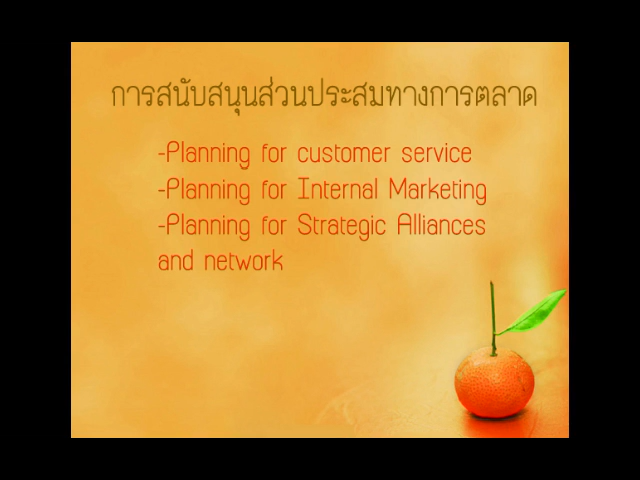 การสนับสนุนส่วนประสมทางการตลาด
-Planning for customer service
-Planning for Internal Marketing
-Planning for Strategic Alliances
and network